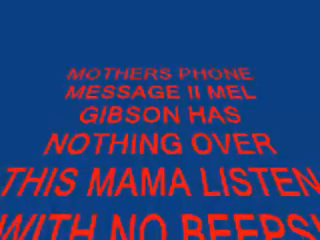 MOTHERS PHONE
MESSAGE II MEL
GIBSON HAS
NOTHING OVER
THIS MAMA LISTEN
WITH NO BEEPS!